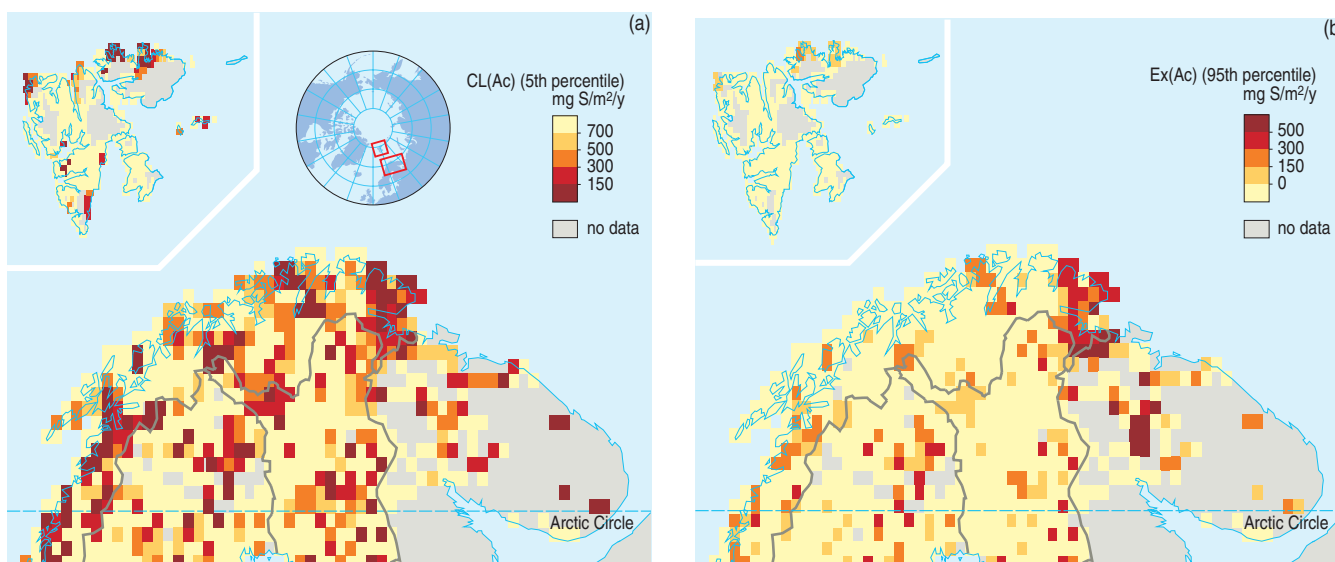 (a)
CL(Ac) (5th percentile)
mg S/m²/y
700
500
300
150
no data
Arctic Circle
(b
Ex(Ac) (95th percentile)
mg S/m²/y
500
300
150
0
no data
Arctic Circle